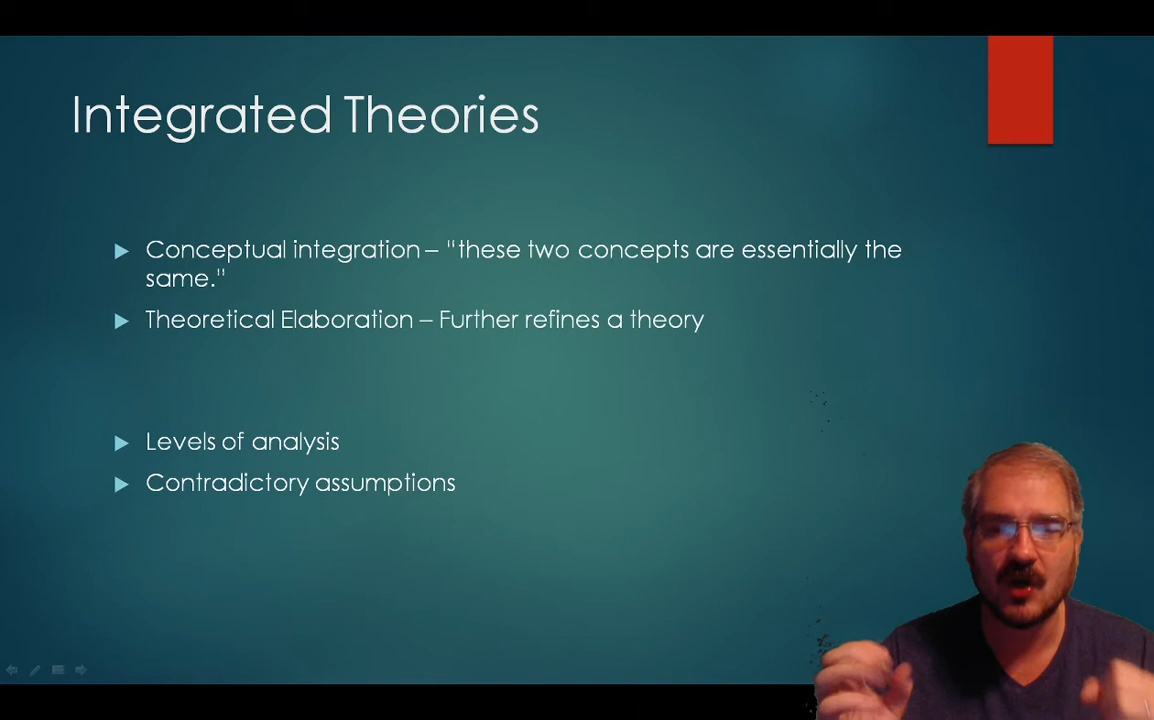 Integrated Theories
Conceptual integration – “these two concepts are essentially the
same."
Theoretical Elaboration – Further refines a theory
Levels of analysis
Contradictory assumptions